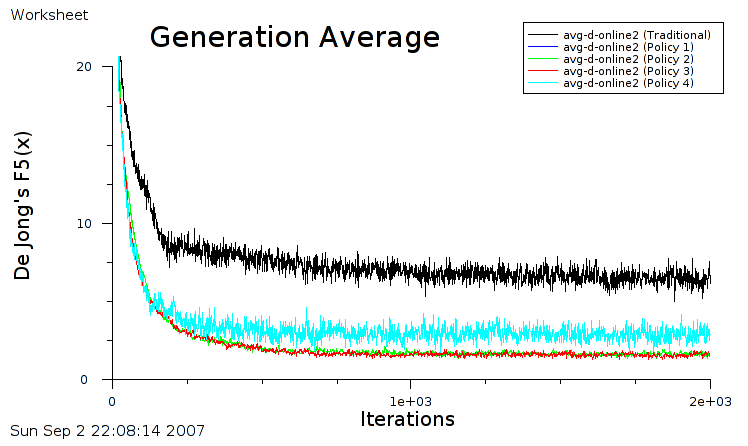 Worksheet
Generation Average
avg-d-online2 (Traditional)
avg-d-online2 (Policy 1)
avg-d-online2 (Policy 2)
avg-d-online2 (Policy 3)
avg-d-online2 (Policy 4)
De Jong's F5(x)
20
10
0
0
1e+03
2e+03
Iterations
Sun Sep 2 22:08:14 2007